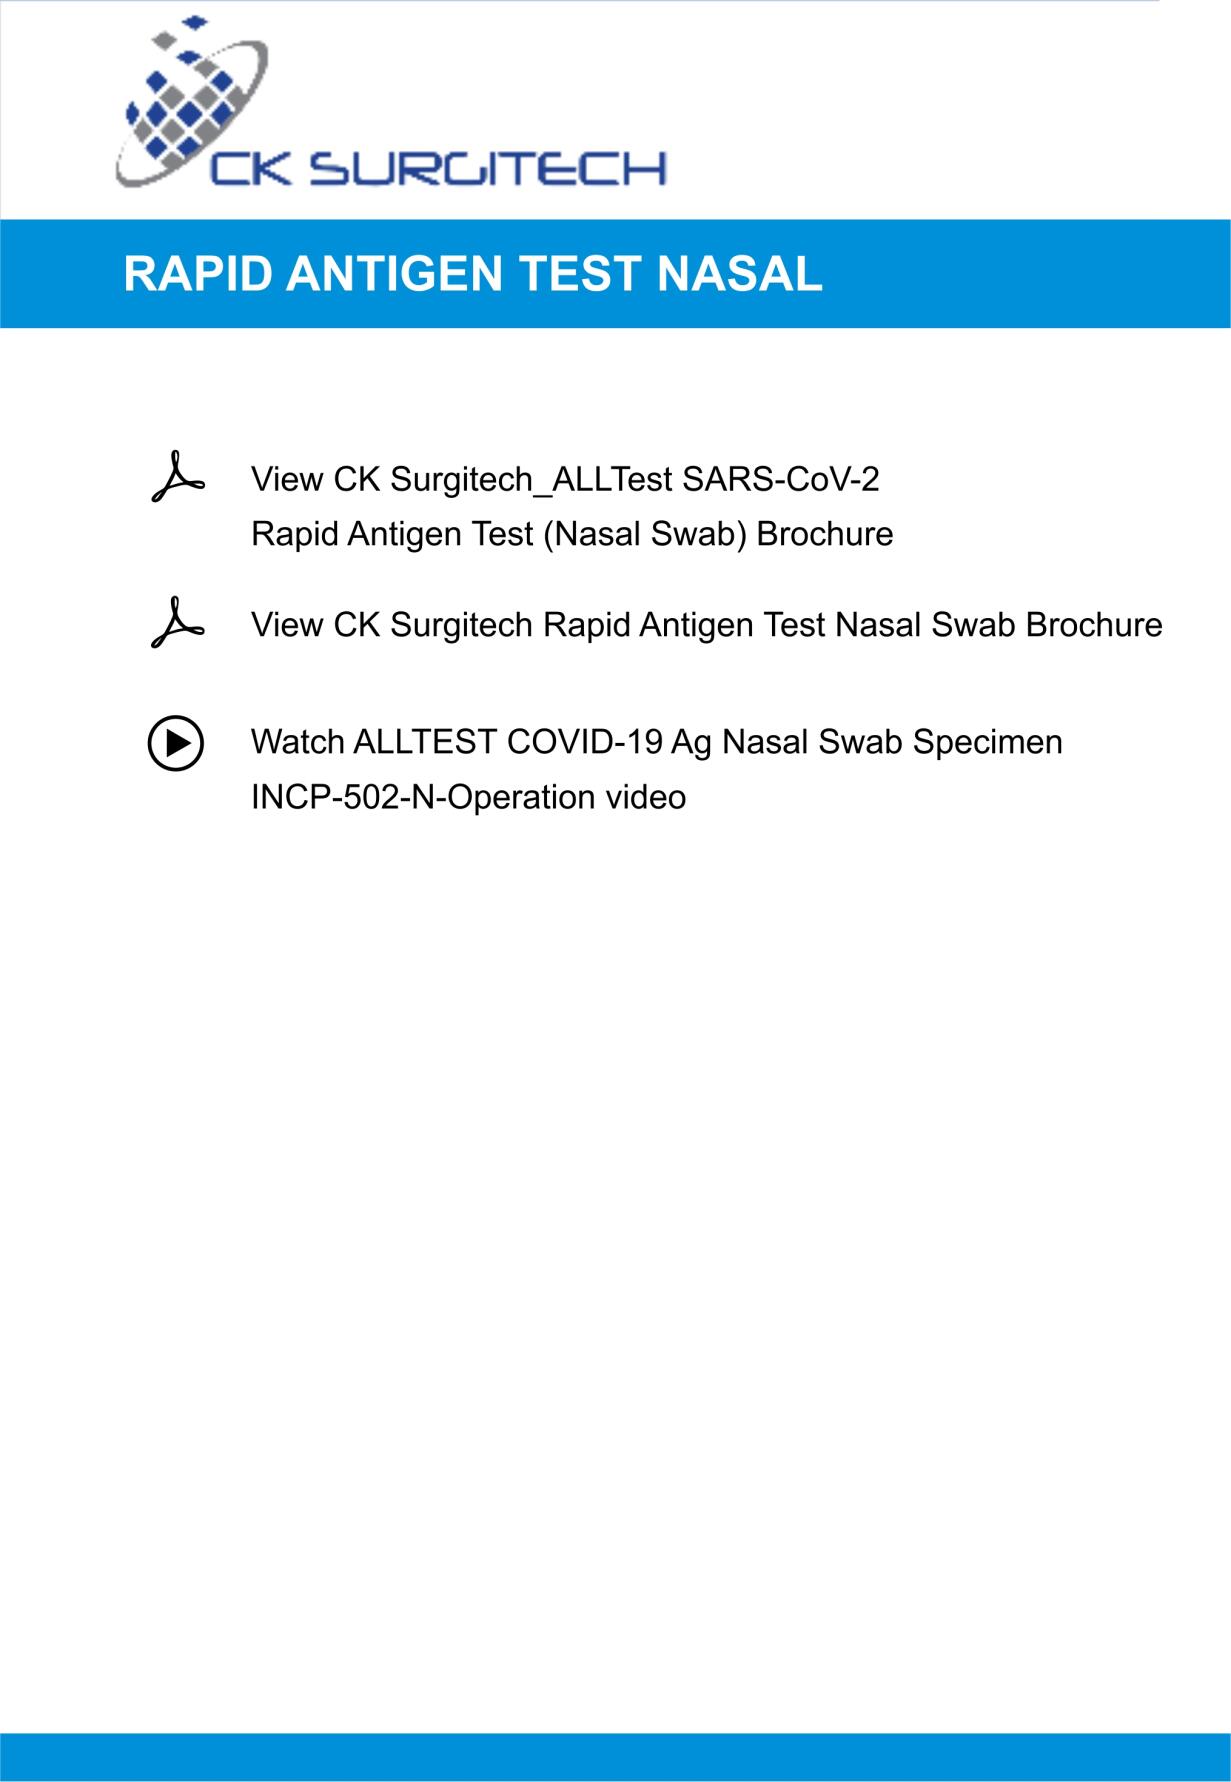 CK SURGITECH
RAPID ANTIGEN TEST NASAL
View CK Surgitech_ALLTest SARS-CoV-2
Rapid Antigen Test (Nasal Swab) Brochure
View CK Surgitech Rapid Antigen Test Nasal Swab Brochure
Watch ALLTEST COVID-19 Ag Nasal Swab Specimen
INCP-502-N-Operation video